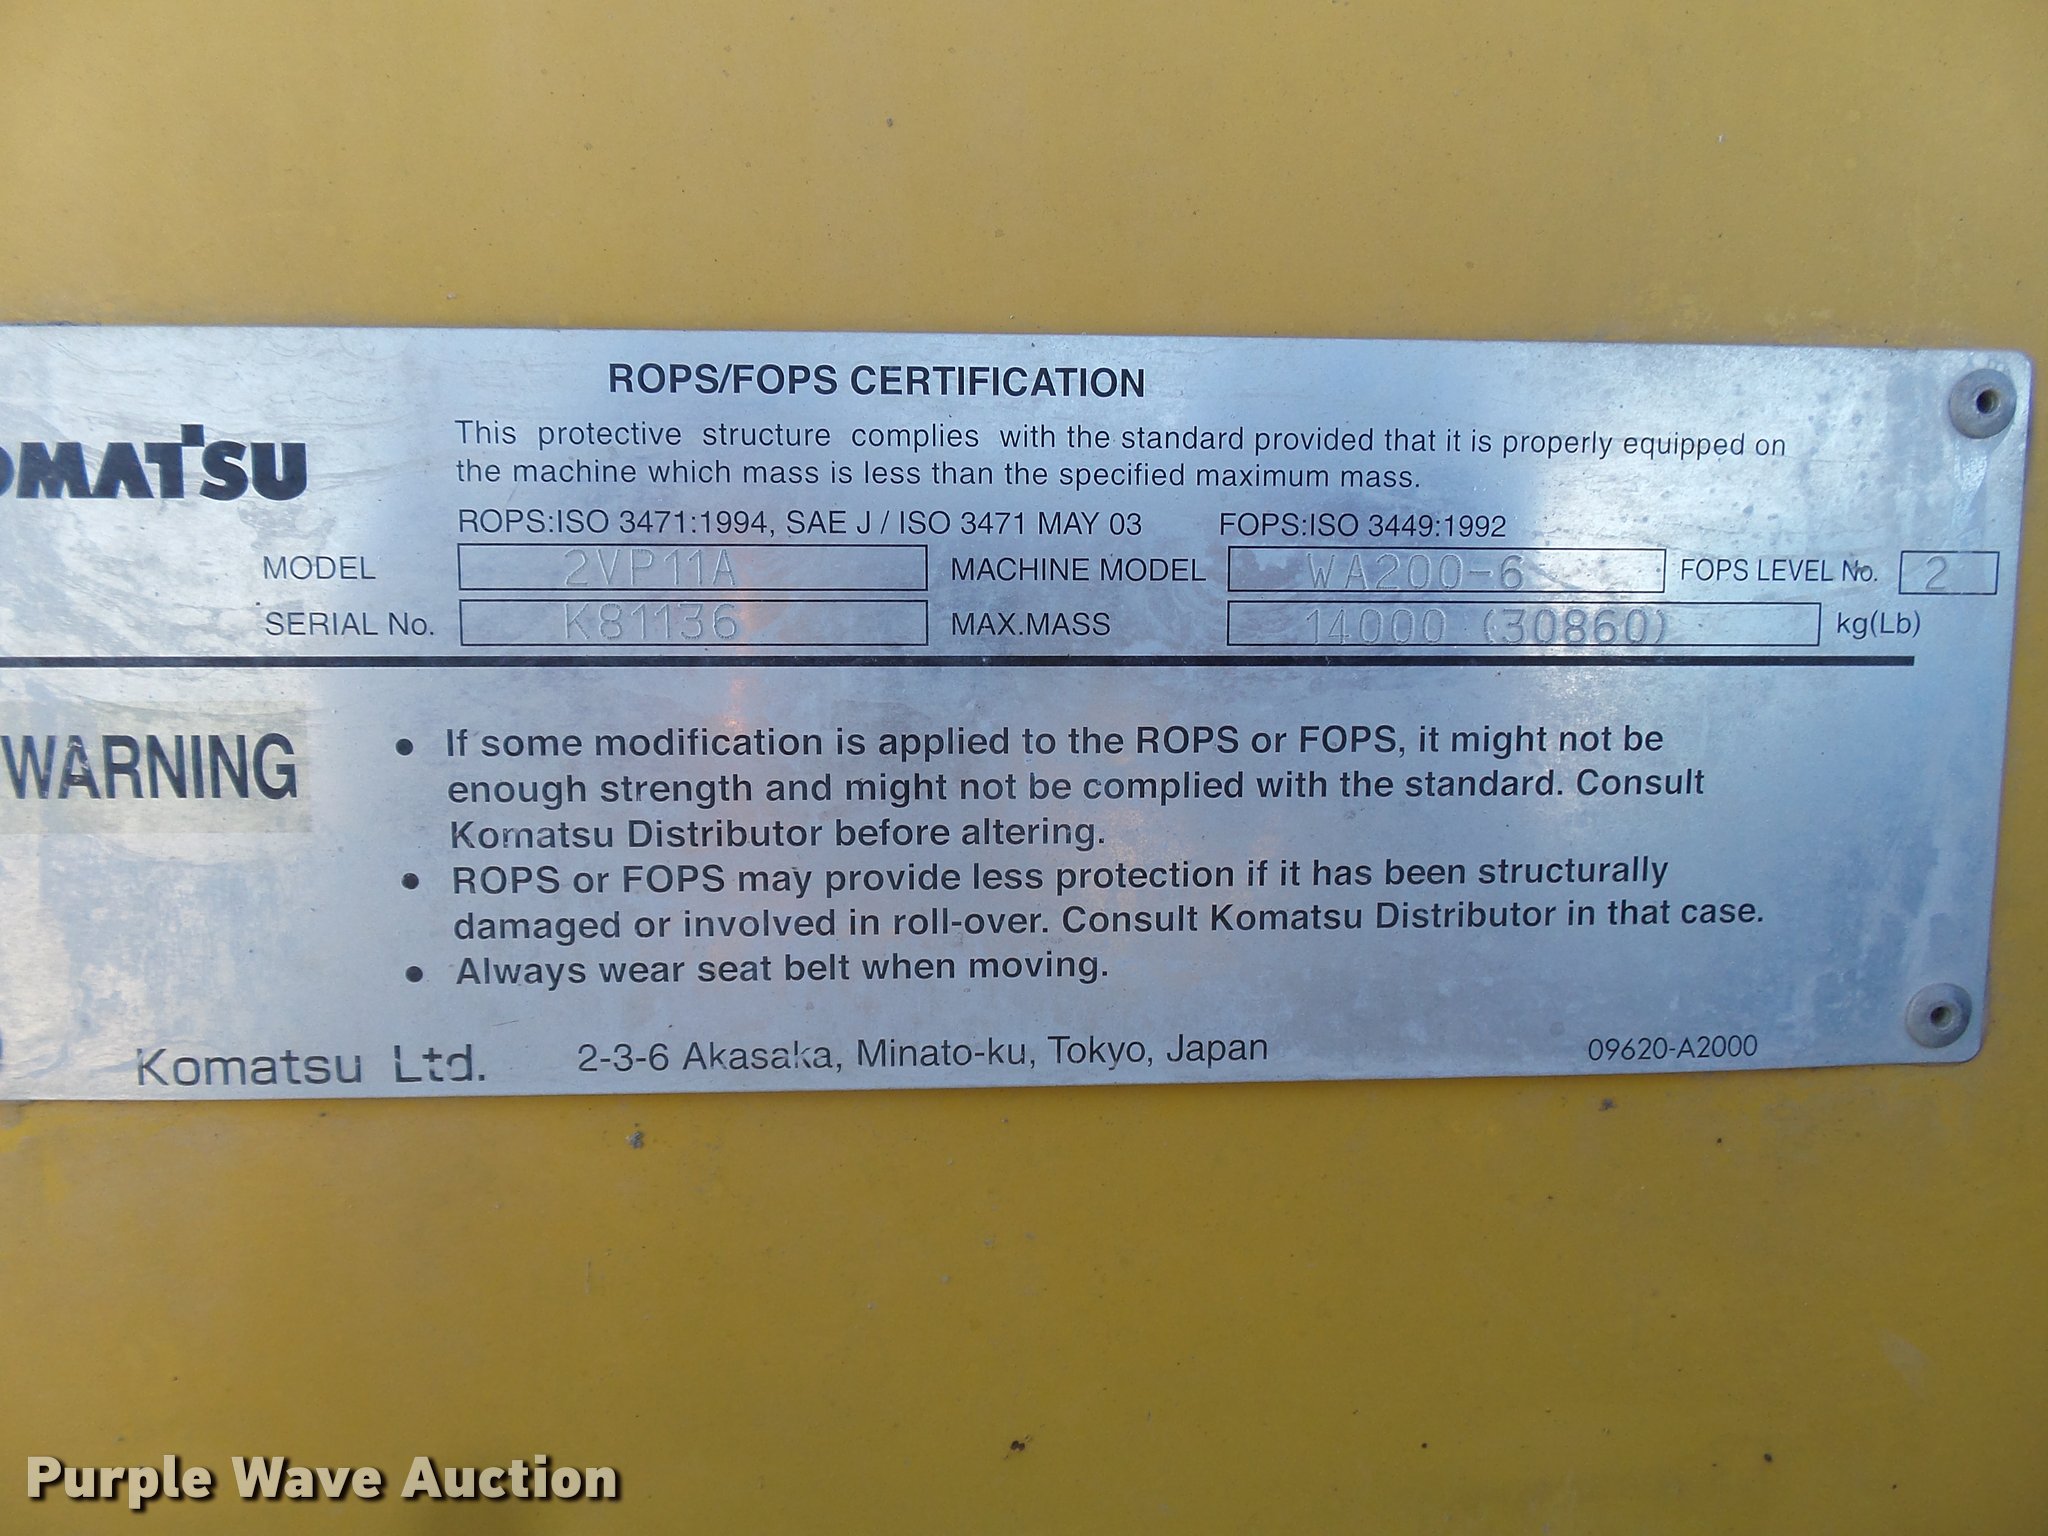 ROPS/FOPS CERTIFICATION
OMATSU
This protective structure complies with the standard provided that it is properly equipped on
the machine which mass is less than the specified maximum mass.
ROPS:ISO 3471:1994, SAE J / ISO 3471 MAY 03 FOPS:ISO 3449:1992
MODEL 2VP11A MACHINE MODEL WA200-6 FOPS LEVEL No. 2
SERIAL No. K81136 MAX.MASS 14000 (30860) kg(Lb)
WARNING
• If some modification is applied to the ROPS or FOPS, it might not be
enough strength and might not be complied with the standard. Consult
Komatsu Distributor before altering.
• ROPS or FOPS may provide less protection if it has been structurally
damaged or involved in roll-over. Consult Komatsu Distributor in that case.
• Always wear seat belt when moving.
Komatsu Ltd. 2-3-6 Akasaka, Minato-ku, Tokyo, Japan 09620-A2000
Purple Wave Auction